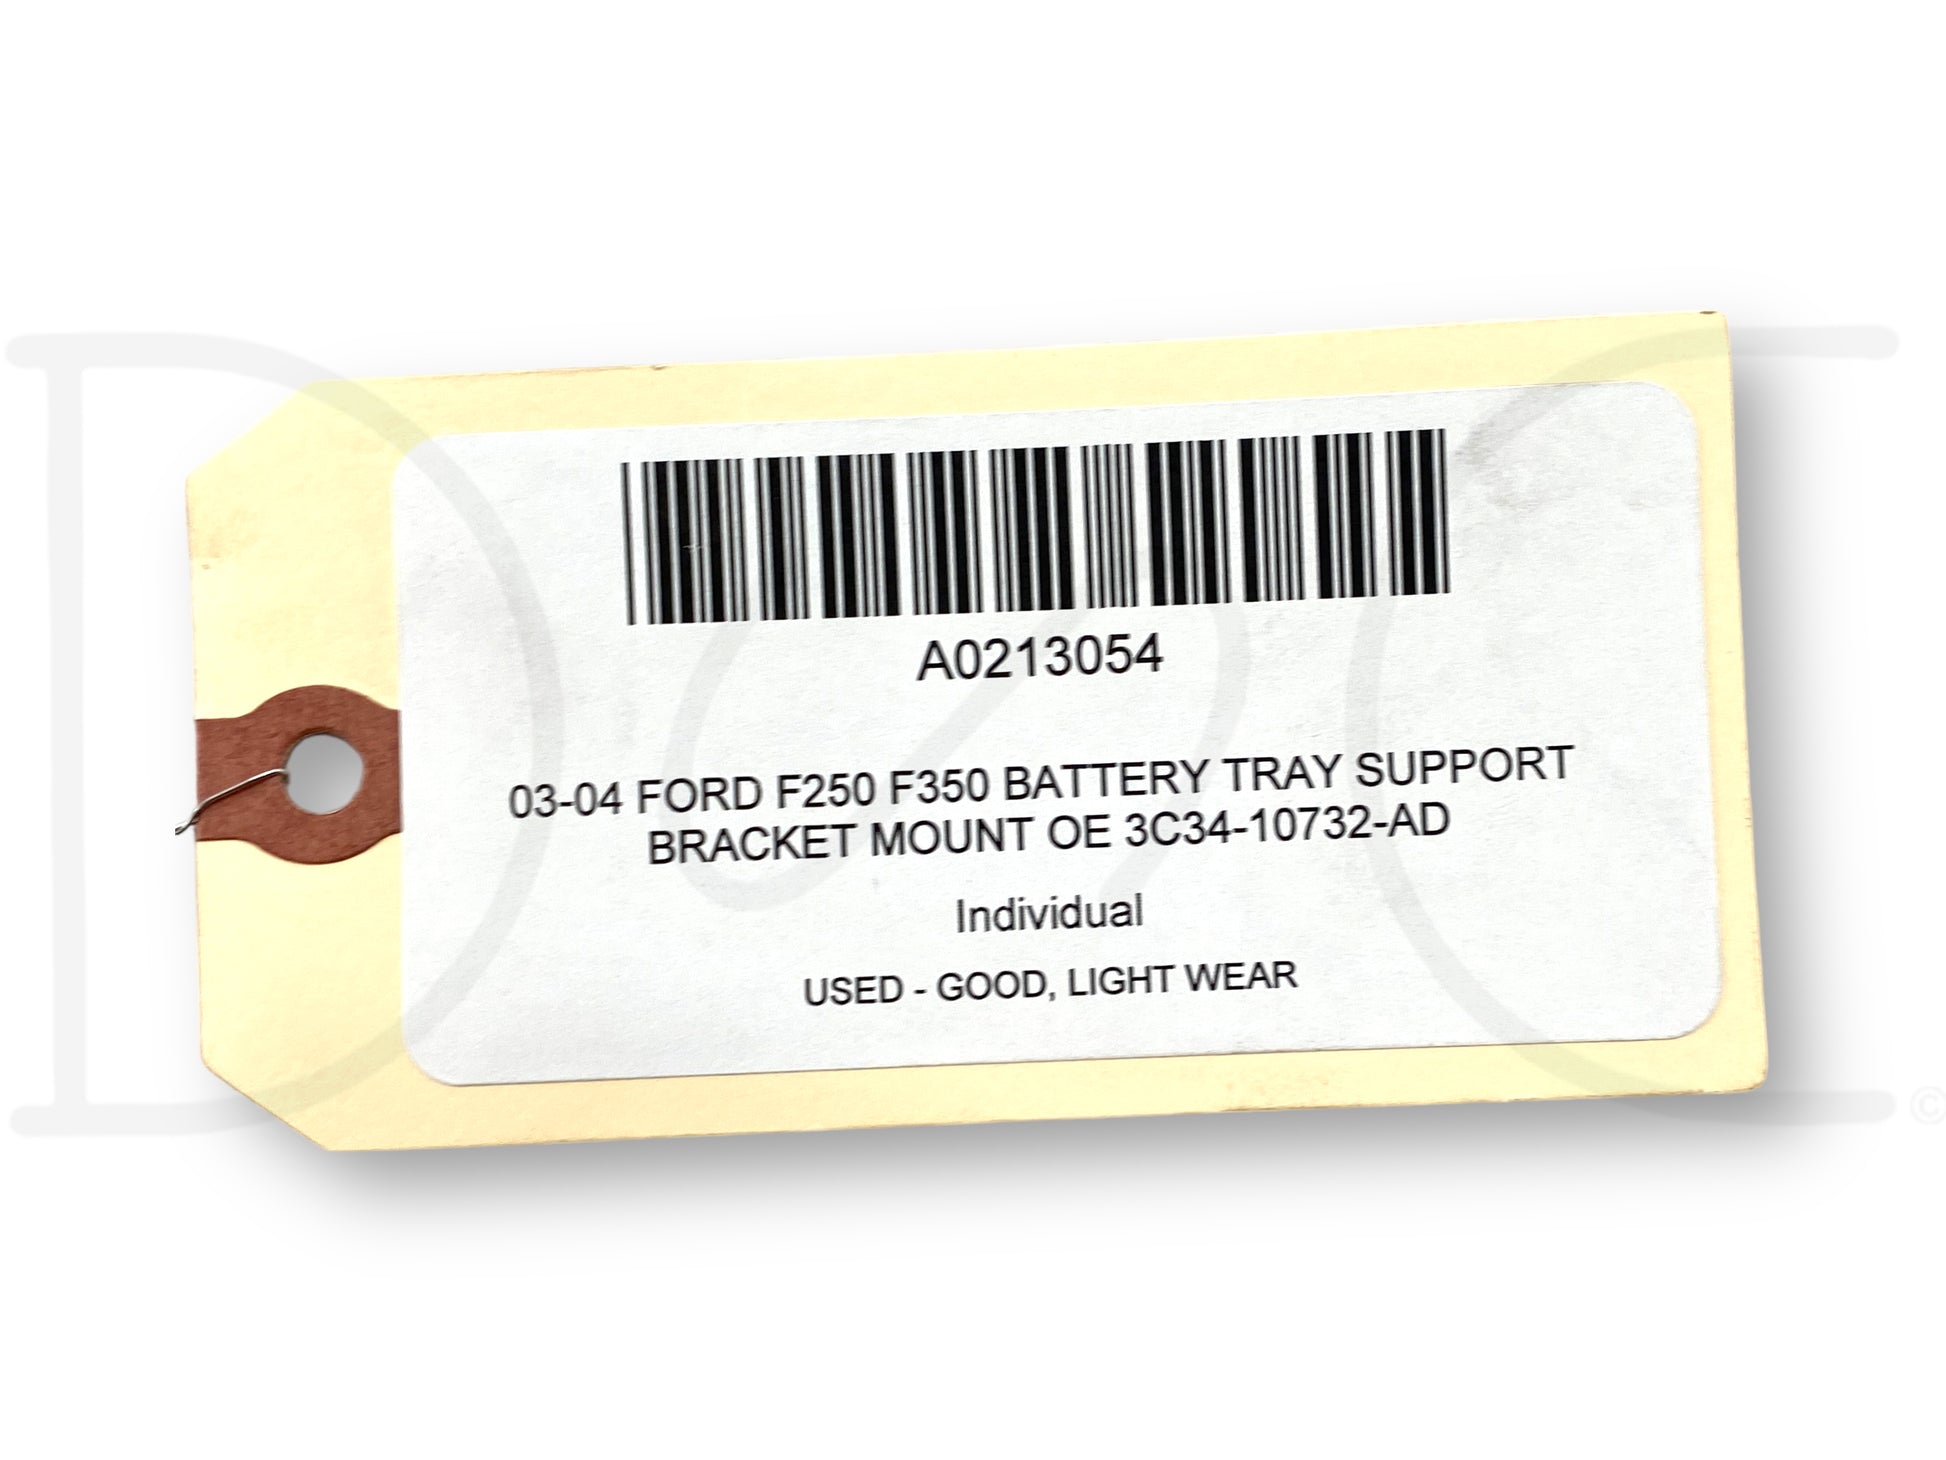 A0213054
03-04 FORD F250 F350 BATTERY TRAY SUPPORT
BRACKET MOUNT OE 3C34-10732-AD
Individual
USED - GOOD, LIGHT WEAR
©